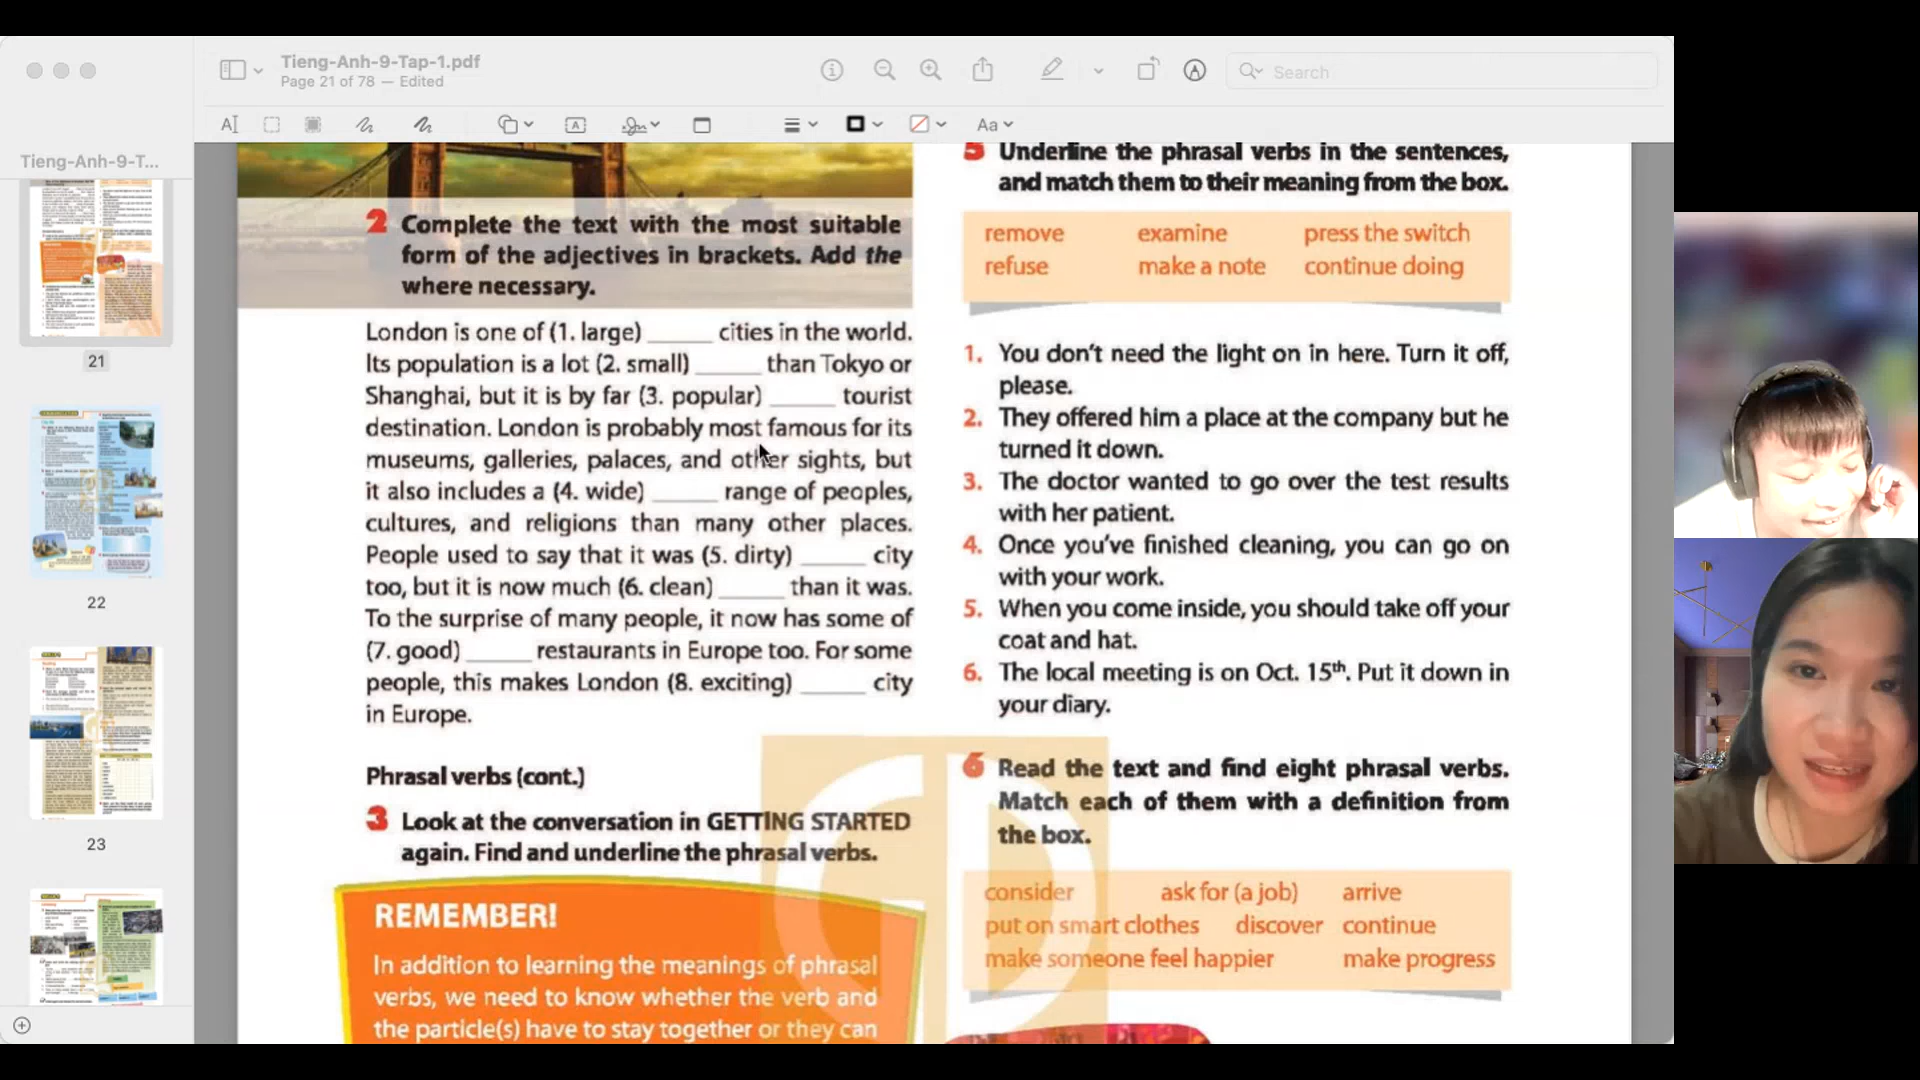 Tieng-Anh-9-Tap-1.pdf
Page 21 of 78 — Edited
Search
Tieng-Anh-9-T...
21
22
23
2 Complete the text with the most suitable
form of the adjectives in brackets. Add the
where necessary.
London is one of (1. large) _____ cities in the world.
Its population is a lot (2. small) _____ than Tokyo or
Shanghai, but it is by far (3. popular) _____ tourist
destination. London is probably most famous for its
museums, galleries, palaces, and other sights, but
it also includes a (4. wide) _____ range of peoples,
cultures, and religions than many other places.
People used to say that it was (5. dirty) _____ city
too, but it is now much (6. clean) _____ than it was.
To the surprise of many people, it now has some of
(7. good) _____ restaurants in Europe too. For some
people, this makes London (8. exciting) _____ city
in Europe.
Phrasal verbs (cont.)
3 Look at the conversation in GETTING STARTED
again. Find and underline the phrasal verbs.
REMEMBER!
In addition to learning the meanings of phrasal
verbs, we need to know whether the verb and
the particle(s) have to stay together or they can
5 Underline the phrasal verbs in the sentences,
and match them to their meaning from the box.
remove examine press the switch
refuse make a note continue doing
1. You don't need the light on in here. Turn it off,
please.
2. They offered him a place at the company but he
turned it down.
3. The doctor wanted to go over the test results
with her patient.
4. Once you've finished cleaning, you can go on
with your work.
5. When you come inside, you should take off your
coat and hat.
6. The local meeting is on Oct. 15th. Put it down in
your diary.
6 Read the text and find eight phrasal verbs.
Match each of them with a definition from
the box.
consider ask for (a job) arrive
put on smart clothes discover continue
make someone feel happier make progress